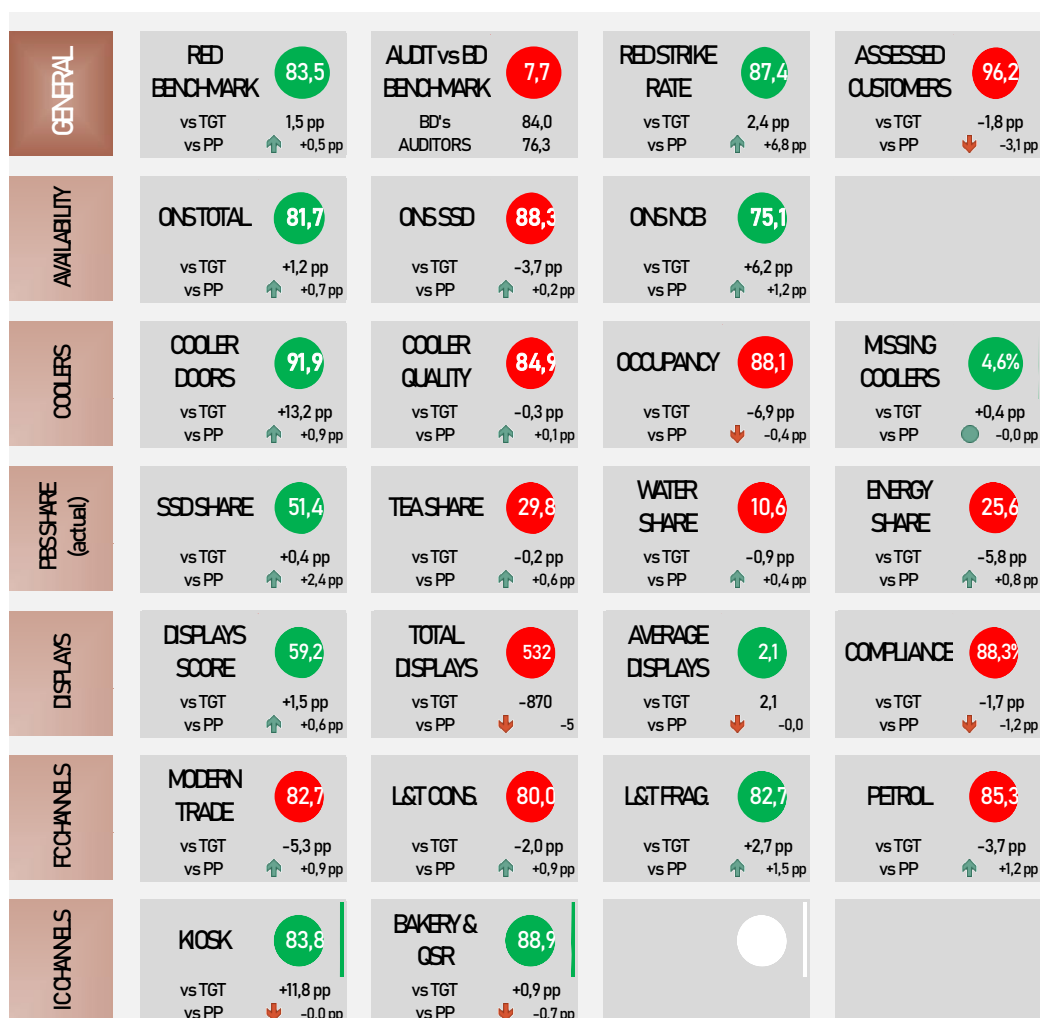 GENERAL
RED BENCHMARK 83,5
vs TGT 1,5 pp
vs PP +0,5 pp
AUDIT vs BD BENCHMARK 7,7
BD's 84,0
AUDITORS 76,3
RED STRIKE RATE 87,4
vs TGT 2,4 pp
vs PP +6,8 pp
ASSESSED CUSTOMERS 96,2
vs TGT -1,8 pp
vs PP -3,1 pp
AVAILABILITY
ONS TOTAL 81,7
vs TGT +1,2 pp
vs PP +0,7 pp
ONS SSD 88,3
vs TGT -3,7 pp
vs PP +0,2 pp
ONS NCB 75,1
vs TGT +6,2 pp
vs PP +1,2 pp
COOLERS
COOLER DOORS 91,9
vs TGT +13,2 pp
vs PP +0,9 pp
COOLER QUALITY 84,9
vs TGT -0,3 pp
vs PP +0,1 pp
OCCUPANCY 88,1
vs TGT -6,9 pp
vs PP -0,4 pp
MISSING COOLERS 4,6%
vs TGT +0,4 pp
vs PP -0,0 pp
PBS SHARE (actual)
SSD SHARE 51,4
vs TGT +0,4 pp
vs PP +2,4 pp
TEA SHARE 29,8
vs TGT -0,2 pp
vs PP +0,6 pp
WATER SHARE 10,6
vs TGT -0,9 pp
vs PP +0,4 pp
ENERGY SHARE 25,6
vs TGT -5,8 pp
vs PP +0,8 pp
DISPLAYS
DISPLAYS SCORE 59,2
vs TGT +1,5 pp
vs PP +0,6 pp
TOTAL DISPLAYS 532
vs TGT -870
vs PP -5
AVERAGE DISPLAYS 2,1
vs TGT 2,1
vs PP -0,0
COMPLIANCE 88,3%
vs TGT -1,7 pp
vs PP -1,2 pp
FC CHANNELS
MODERN TRADE 82,7
vs TGT -5,3 pp
vs PP +0,9 pp
L&T CONS. 80,0
vs TGT -2,0 pp
vs PP +0,9 pp
L&T FRAG. 82,7
vs TGT +2,7 pp
vs PP +1,5 pp
PETROL 85,3
vs TGT -3,7 pp
vs PP +1,2 pp
IC CHANNELS
KIOSK 83,8
vs TGT +11,8 pp
vs PP -0,0 pp
BAKERY & QSR 88,9
vs TGT +0,9 pp
vs PP -0,7 pp